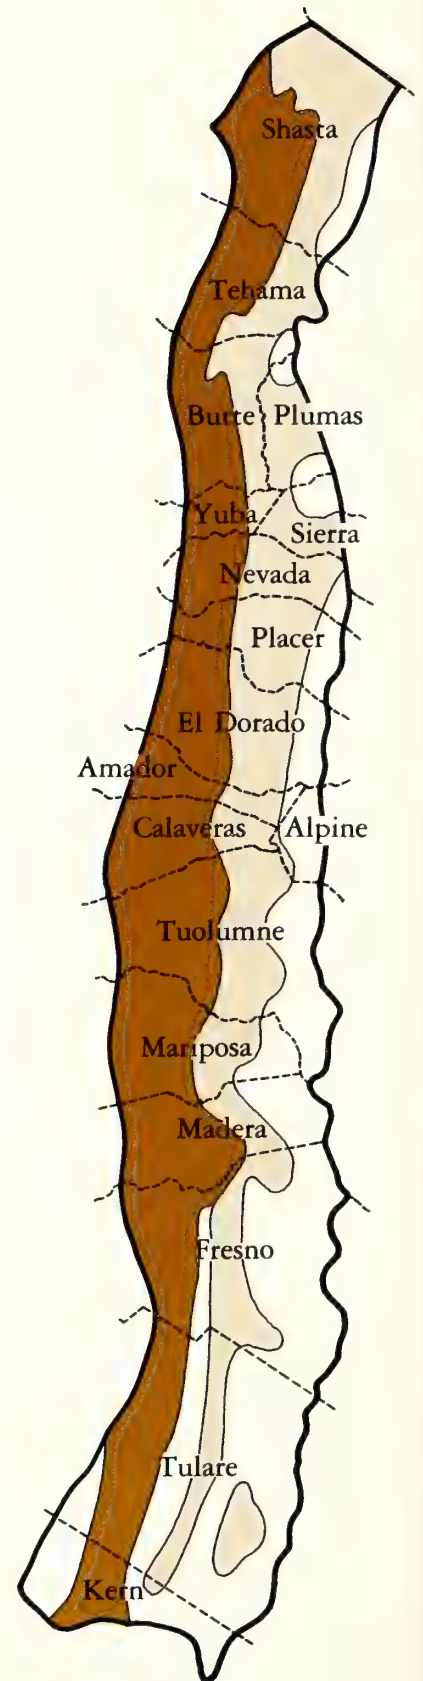 Shasta
Tehama
Butte Plumas
Yuba
Sierra
Nevada
Placer
El Dorado
Amador
Calaveras Alpine
Tuolumne
Mariposa
Madera
Fresno
Tulare
Kern